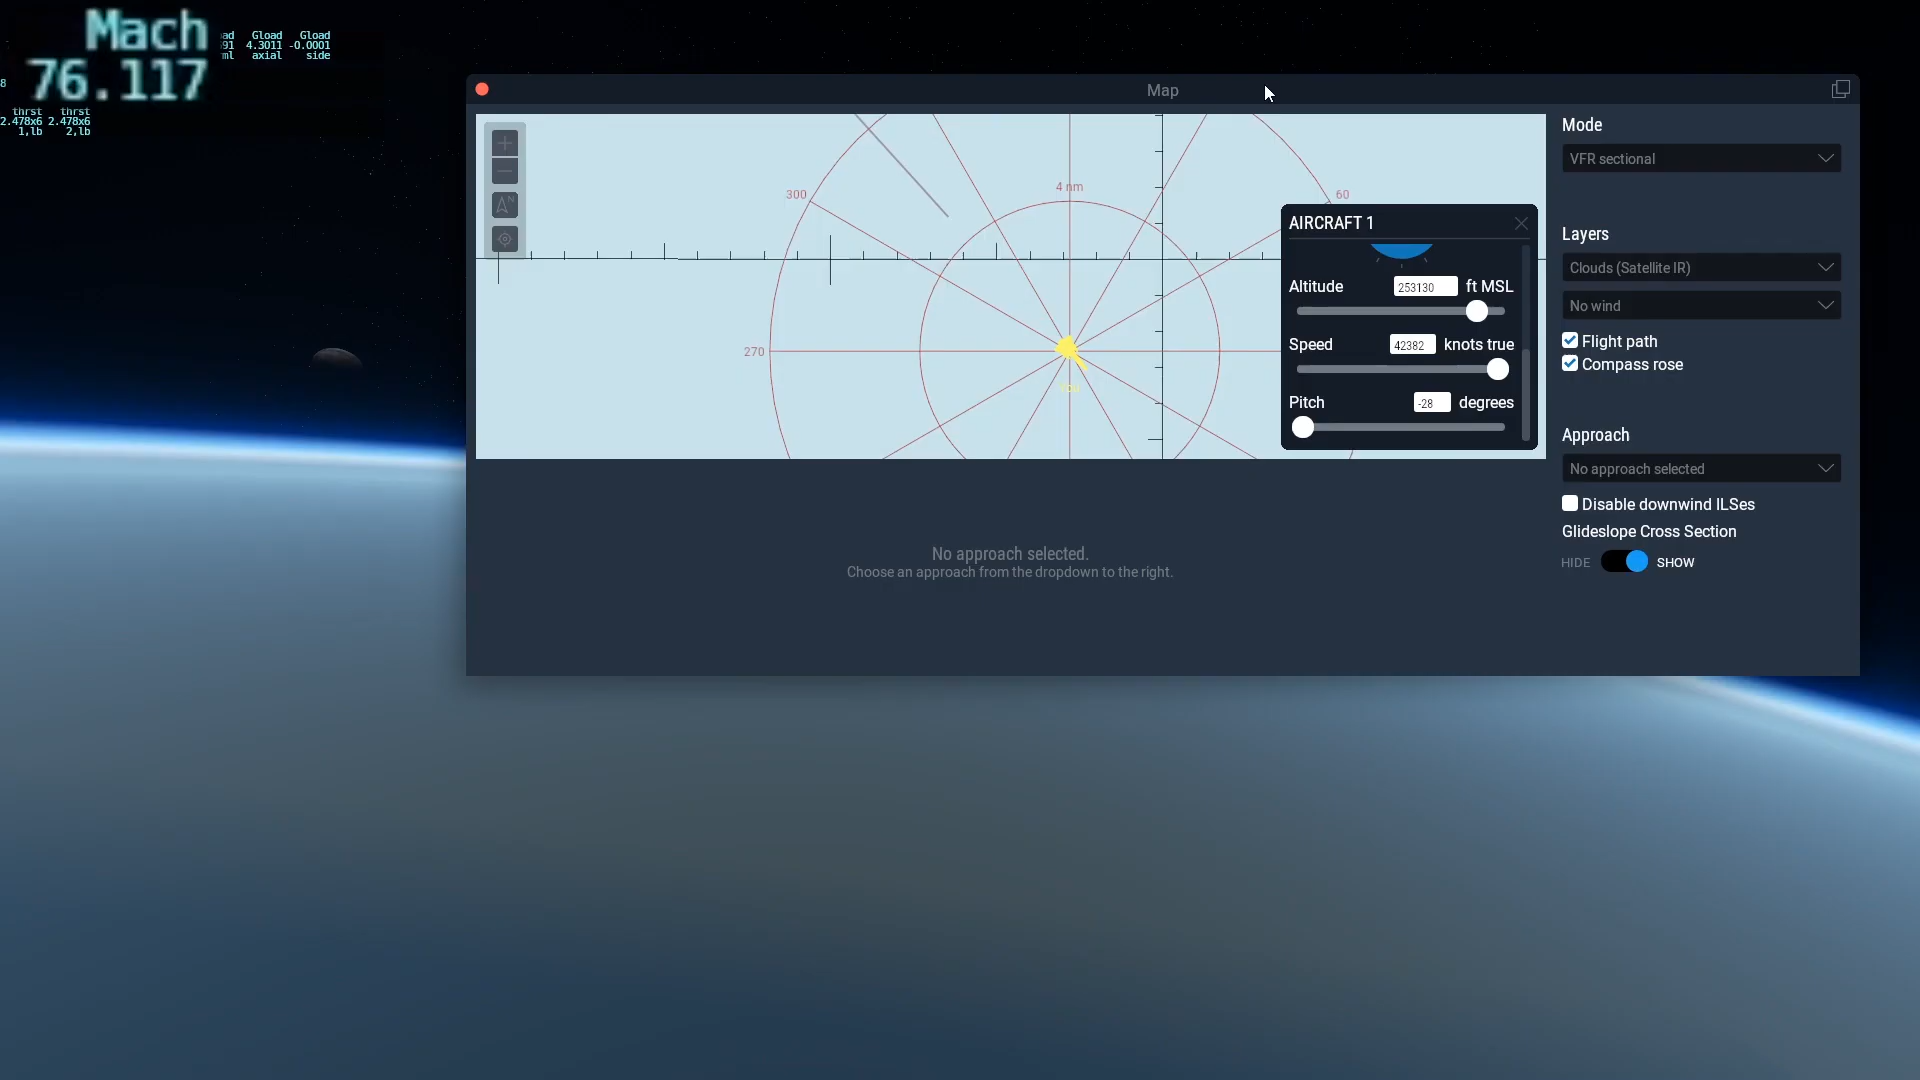 Mach
76.117
ad Gload Gload
91 4.3011 -0.0001
ml axial side
8
thrst thrst
2.478x6 2.478x6
1,lb 2,lb
Map
300
4 nm
60
270
N
AIRCRAFT 1
Altitude 253130 ft MSL
Speed 42382 knots true
Pitch -28 degrees
No approach selected.
Choose an approach from the dropdown to the right.
Mode
VFR sectional
Layers
Clouds (Satellite IR)
No wind
Flight path
Compass rose
Approach
No approach selected
Disable downwind ILSes
Glideslope Cross Section
HIDE SHOW